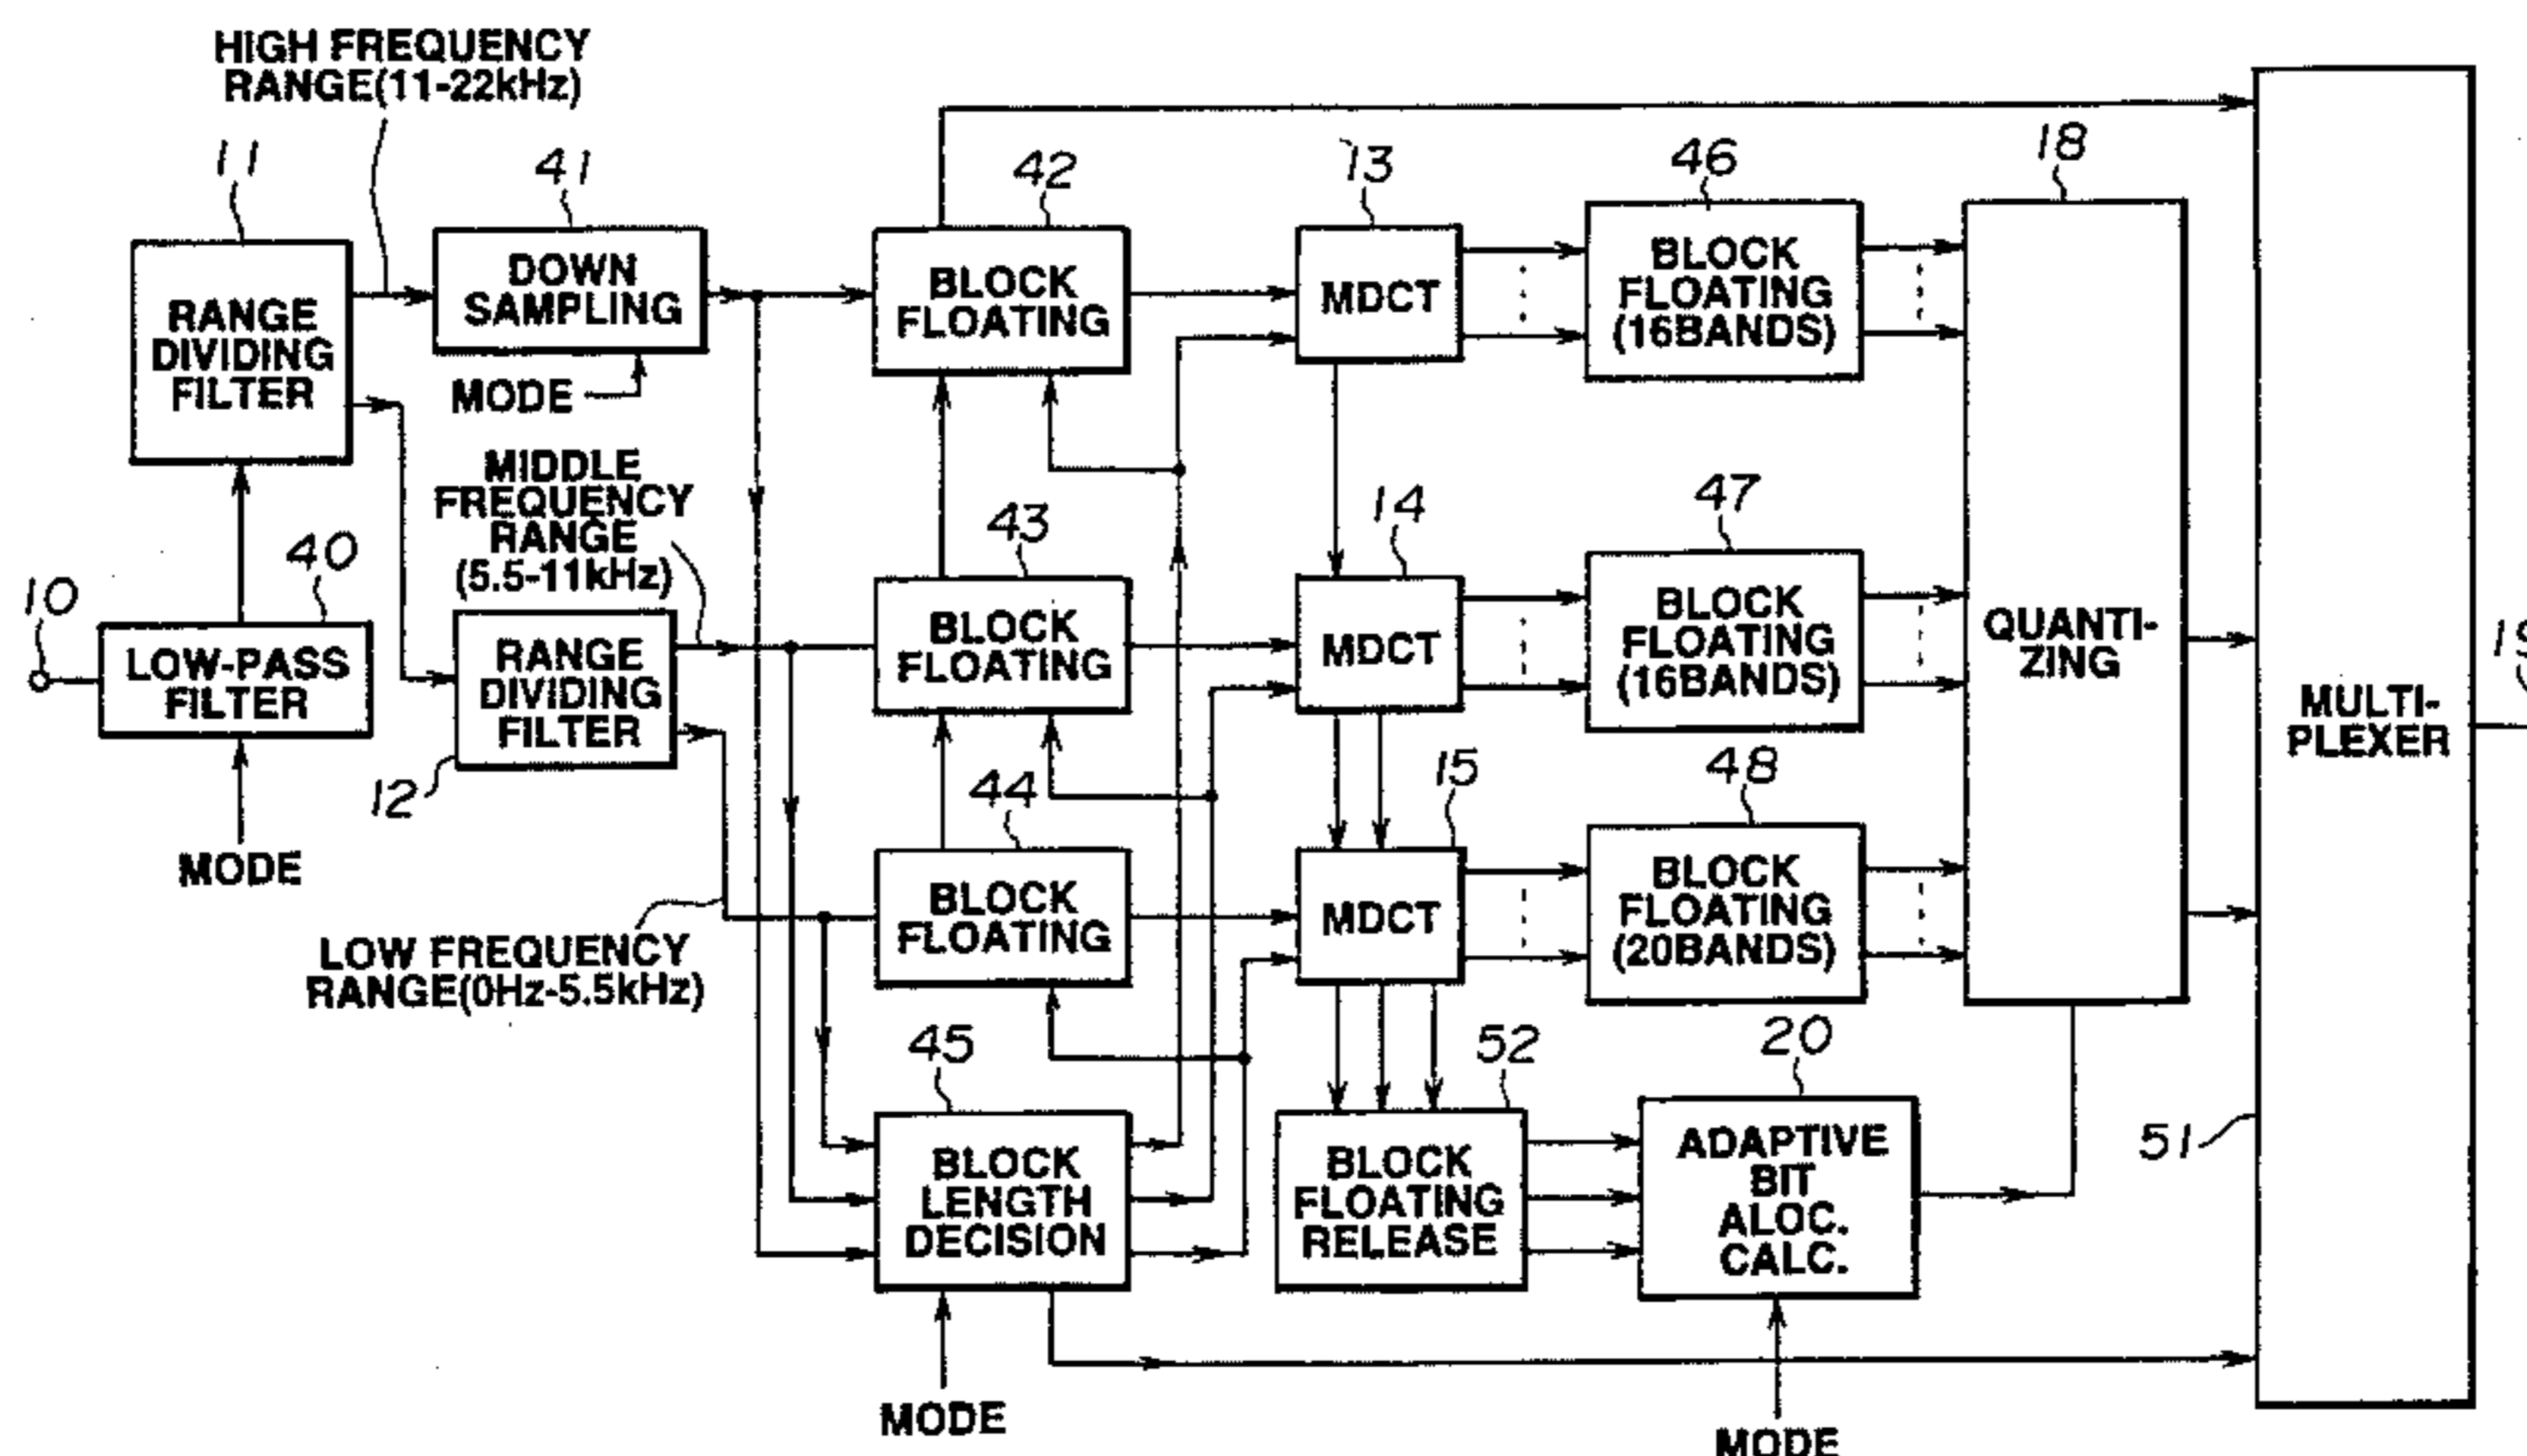 HIGH FREQUENCY
RANGE(11-22kHz)
11
41
42
13
46
18
RANGE
DIVIDING
FILTER
DOWN
SAMPLING
BLOCK
FLOATING
MDCT
BLOCK
FLOATING
(16BANDS)
MODE
MIDDLE
FREQUENCY
RANGE
(5.5-11kHz)
10
40
43
14
47
LOW-PASS
FILTER
RANGE
DIVIDING
FILTER
BLOCK
FLOATING
MDCT
BLOCK
FLOATING
(16BANDS)
QUANTI-
ZING
MULTI-
PLEXER
MODE
12
44
15
48
LOW FREQUENCY
RANGE(0Hz-5.5kHz)
BLOCK
FLOATING
MDCT
BLOCK
FLOATING
(20BANDS)
45
52
20
51
BLOCK
LENGTH
DECISION
BLOCK
FLOATING
RELEASE
ADAPTIVE
BIT
ALOC.
CALC.
MODE
MODE